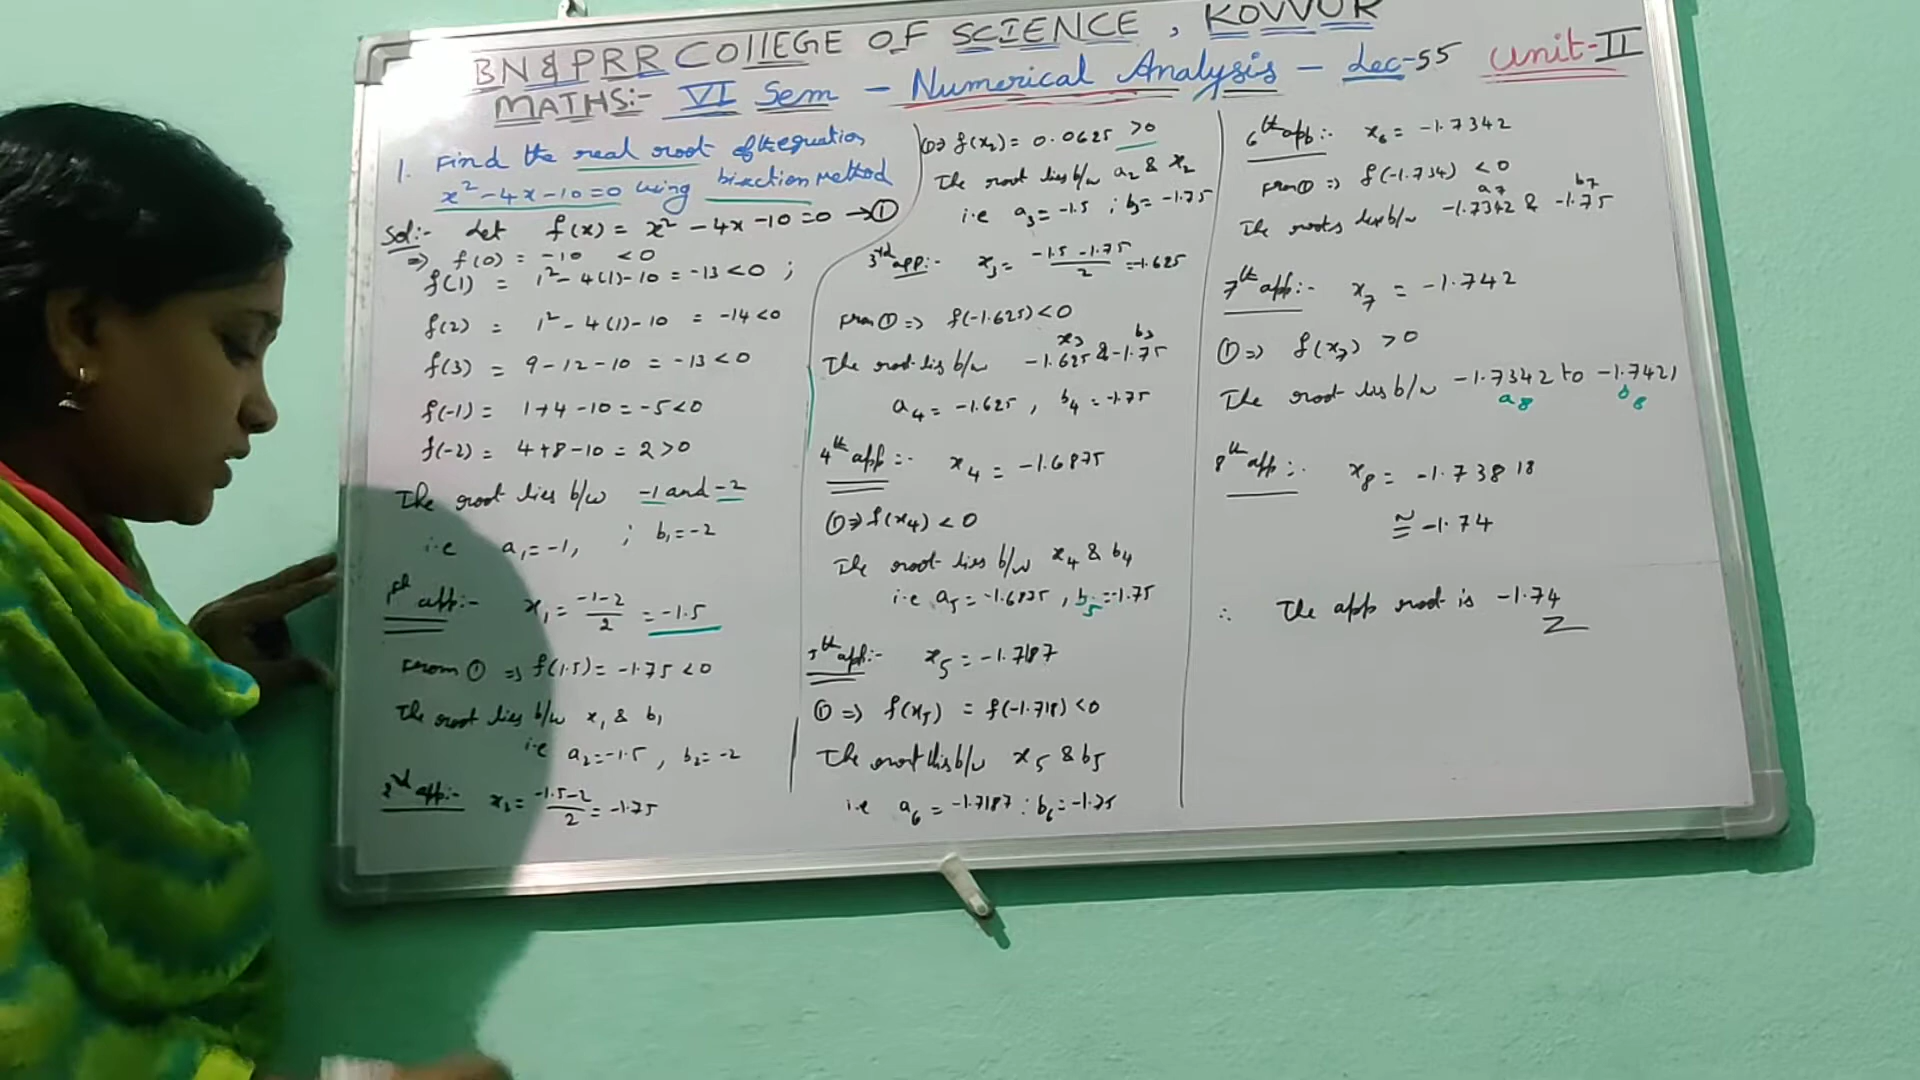 BN & PRR COllEGE OF SCIENCE , KOVVUR
MATHS:- VI Sem - Numerical Analysis - Lec-55 Unit-II
1. Find the real root of the equation
x² - 4x - 10 = 0 using bisection method
Sol:- Let f(x) = x² - 4x - 10 = 0 → ①
⇒ f(0) = -10 < 0
f(1) = 1² - 4(1) - 10 = -13 < 0 ;
f(2) = 1² - 4(1) - 10 = -14 < 0
f(3) = 9 - 12 - 10 = -13 < 0
f(-1) = 1 + 4 - 10 = -5 < 0
f(-2) = 4 + 8 - 10 = 2 > 0
The root lies b/w -1 and -2
i.e a₁ = -1, ; b₁ = -2
1st app:- x₁ = (-1-2)/2 = -1.5
From ① ⇒ f(1.5) = -1.75 < 0
The root lies b/w x₁ & b₁
i.e a₂ = -1.5 , b₂ = -2
2nd app:- x₂ = (-1.5-2)/2 = -1.75
① ⇒ f(x₂) = 0.0625 > 0
The root lies b/w a₂ & x₂
i.e a₃ = -1.5 ; b₃ = -1.75
3rd app:- x₃ = (-1.5-1.75)/2 = -1.625
From ① ⇒ f(-1.625) < 0
x₃ b₃
The root lies b/w -1.625 & -1.75
a₄ = -1.625 , b₄ = -1.75
4th app:- x₄ = -1.6875
① ⇒ f(x₄) < 0
The root lies b/w x₄ & b₄
i.e a₅ = -1.6875 , b₅ = -1.75
5th app:- x₅ = -1.7187
① ⇒ f(x₅) = f(-1.718) < 0
The root lies b/w x₅ & b₅
i.e a₆ = -1.7187 : b₆ = -1.75
6th app:- x₆ = -1.7342
From ① ⇒ f(-1.734) < 0
a₇ b₇
The roots lies b/w -1.7342 & -1.75
7th app:- x₇ = -1.742
① ⇒ f(x₇) > 0
The root lies b/w -1.7342 to -1.7421
a₈ b₈
8th app:- x₈ = -1.73818
≅ -1.74
∴ The app root is -1.74